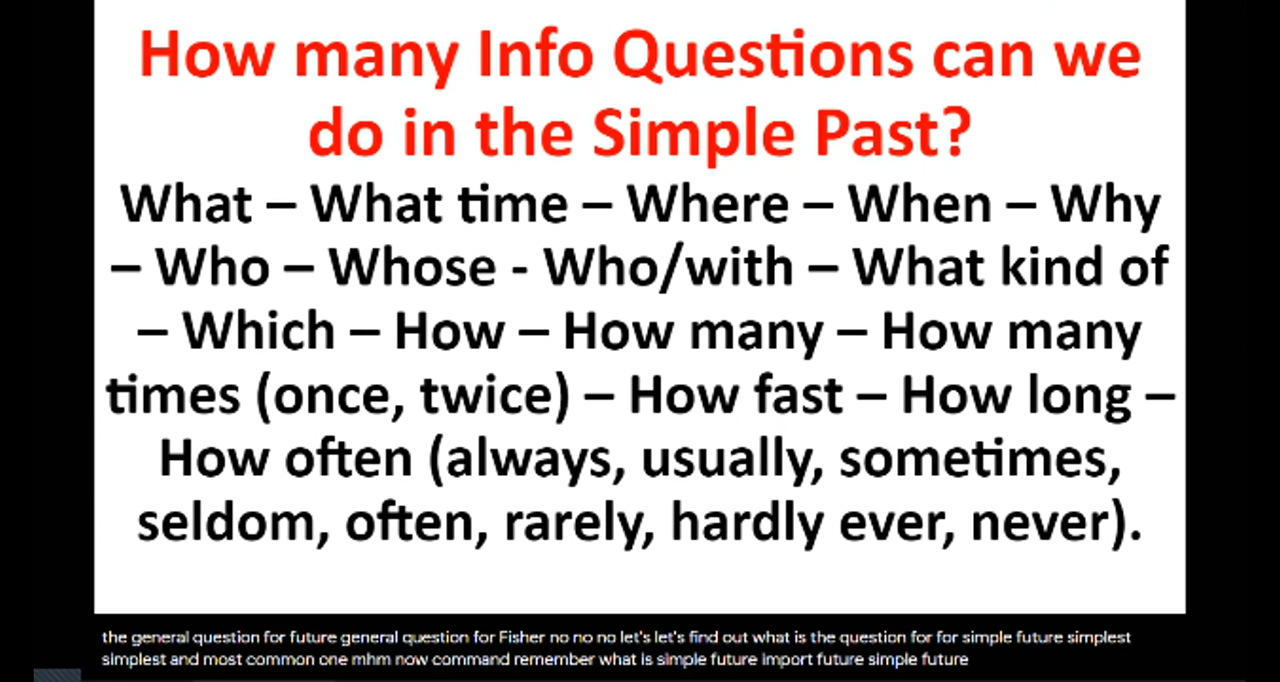 How many Info Questions can we
do in the Simple Past?
What – What time – Where – When – Why
– Who – Whose - Who/with – What kind of
– Which – How – How many – How many
times (once, twice) – How fast – How long –
How often (always, usually, sometimes,
seldom, often, rarely, hardly ever, never).
the general question for future general question for Fisher no no no let's let's find out what is the question for for simple future simplest
simplest and most common one mhm now command remember what is simple future import future simple future